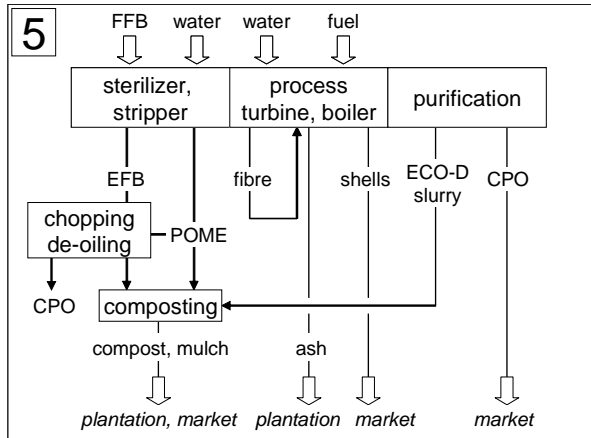 5
FFB water water fuel
sterilizer, stripper
process turbine, boiler
purification
EFB
fibre
shells
ECO-D slurry
CPO
chopping de-oiling
POME
CPO
composting
compost, mulch
ash
plantation, market
plantation
market
market